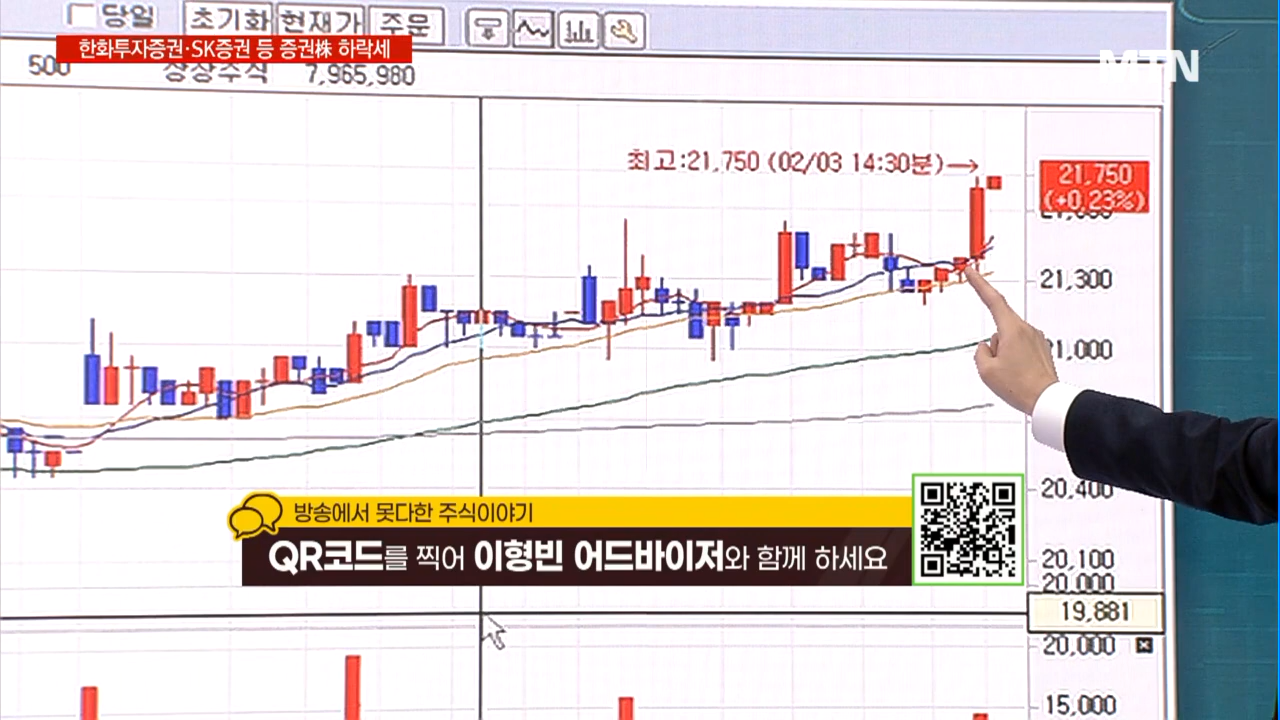 당일 초기화 현재가 주문
한화투자증권·SK증권 등 증권株 하락세
MTN
500 상장주식 7,965,980
최고:21,750 (02/03 14:30분)→
21,750
(+0.23%)
21,300
21,000
20,400
방송에서 못다한 주식이야기
QR코드를 찍어 이형빈 어드바이저와 함께 하세요
20,100
20,000
19,881
20,000
15,000